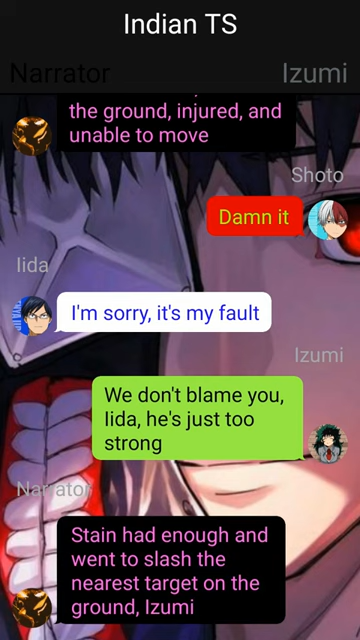 Indian TS
Narrator
Izumi
the ground, injured, and
unable to move
Shoto
Damn it
Iida
I'm sorry, it's my fault
Izumi
We don't blame you,
Iida, he's just too
strong
Narrator
Stain had enough and
went to slash the
nearest target on the
ground, Izumi